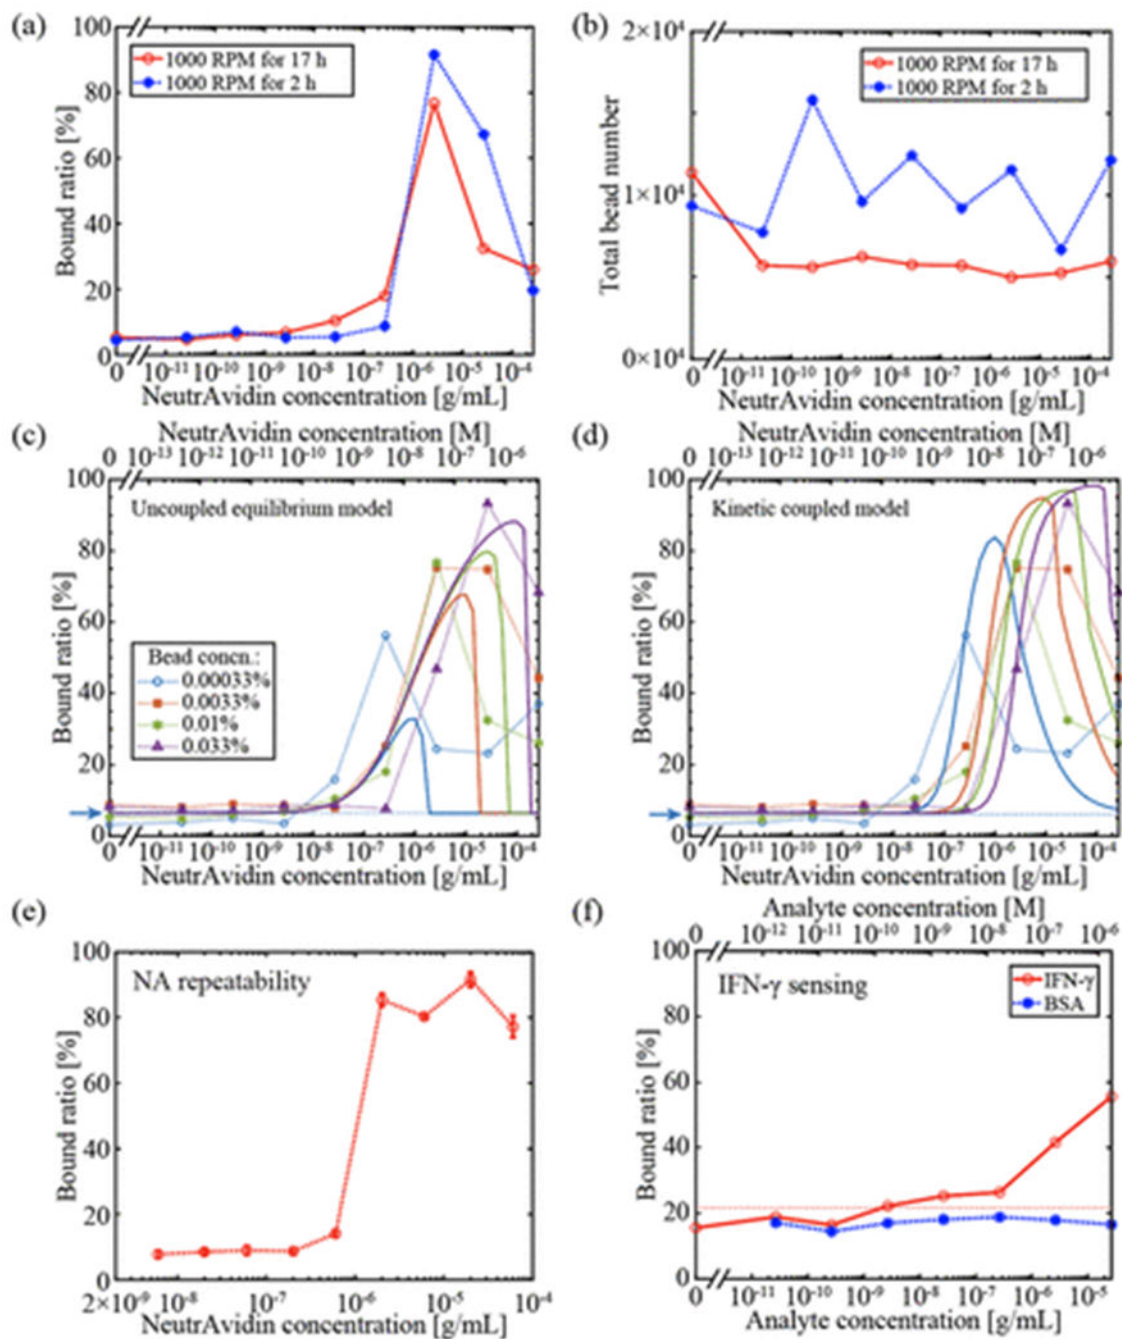 (a)
100
80
60
40
20
0
Bound ratio [%]
1000 RPM for 17 h
1000 RPM for 2 h
0 10⁻¹¹ 10⁻¹⁰ 10⁻⁹ 10⁻⁸ 10⁻⁷ 10⁻⁶ 10⁻⁵ 10⁻⁴
NeutrAvidin concentration [g/mL]
(b)
2×10⁴
1×10⁴
0×10⁴
Total bead number
1000 RPM for 17 h
1000 RPM for 2 h
0 10⁻¹¹ 10⁻¹⁰ 10⁻⁹ 10⁻⁸ 10⁻⁷ 10⁻⁶ 10⁻⁵ 10⁻⁴
NeutrAvidin concentration [g/mL]
(c)
NeutrAvidin concentration [M]
0 10⁻¹³ 10⁻¹² 10⁻¹¹ 10⁻¹⁰ 10⁻⁹ 10⁻⁸ 10⁻⁷ 10⁻⁶
100
80
60
40
20
0
Bound ratio [%]
Uncoupled equilibrium model
Bead concn.:
0.00033%
0.0033%
0.01%
0.033%
0 10⁻¹¹ 10⁻¹⁰ 10⁻⁹ 10⁻⁸ 10⁻⁷ 10⁻⁶ 10⁻⁵ 10⁻⁴
NeutrAvidin concentration [g/mL]
(d)
NeutrAvidin concentration [M]
0 10⁻¹³ 10⁻¹² 10⁻¹¹ 10⁻¹⁰ 10⁻⁹ 10⁻⁸ 10⁻⁷ 10⁻⁶
100
80
60
40
20
0
Bound ratio [%]
Kinetic coupled model
0 10⁻¹¹ 10⁻¹⁰ 10⁻⁹ 10⁻⁸ 10⁻⁷ 10⁻⁶ 10⁻⁵ 10⁻⁴
NeutrAvidin concentration [g/mL]
(e)
100
80
60
40
20
0
Bound ratio [%]
NA repeatability
2×10⁻⁹ 10⁻⁸ 10⁻⁷ 10⁻⁶ 10⁻⁵ 10⁻⁴
NeutrAvidin concentration [g/mL]
(f)
Analyte concentration [M]
0 10⁻¹² 10⁻¹¹ 10⁻¹⁰ 10⁻⁹ 10⁻⁸ 10⁻⁷ 10⁻⁶
100
80
60
40
20
0
Bound ratio [%]
IFN-γ sensing
IFN-γ
BSA
0 10⁻¹¹ 10⁻¹⁰ 10⁻⁹ 10⁻⁸ 10⁻⁷ 10⁻⁶ 10⁻⁵
Analyte concentration [g/mL]